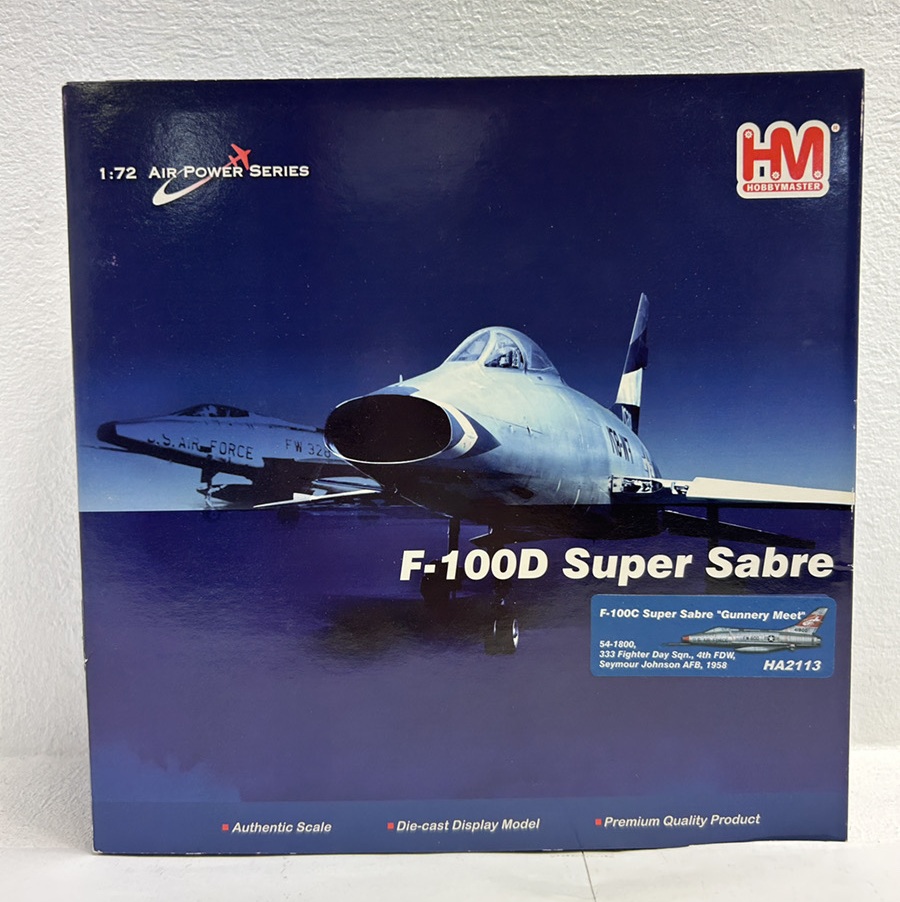 1:72 AIR POWER SERIES
HM
HOBBYMASTER
U.S. AIR FORCE
FW-328
F-100D Super Sabre
F-100C Super Sabre "Gunnery Meet"
54-1800,
333 Fighter Day Sqn., 4th FDW,
Seymour Johnson AFB, 1958
HA2113
Authentic Scale
Die-cast Display Model
Premium Quality Product